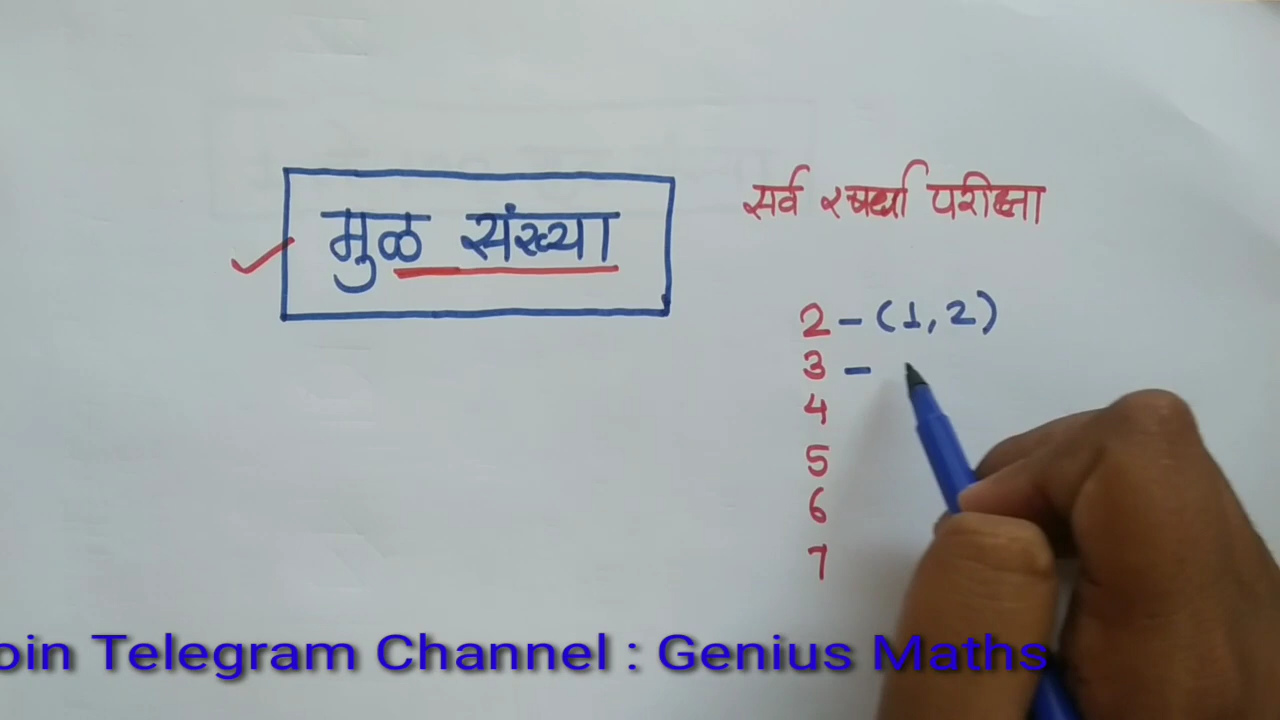 मुळ संख्या
सर्व स्पर्धा परीक्षा
2 - (1, 2)
3 -
4
5
6
7
oin Telegram Channel : Genius Maths